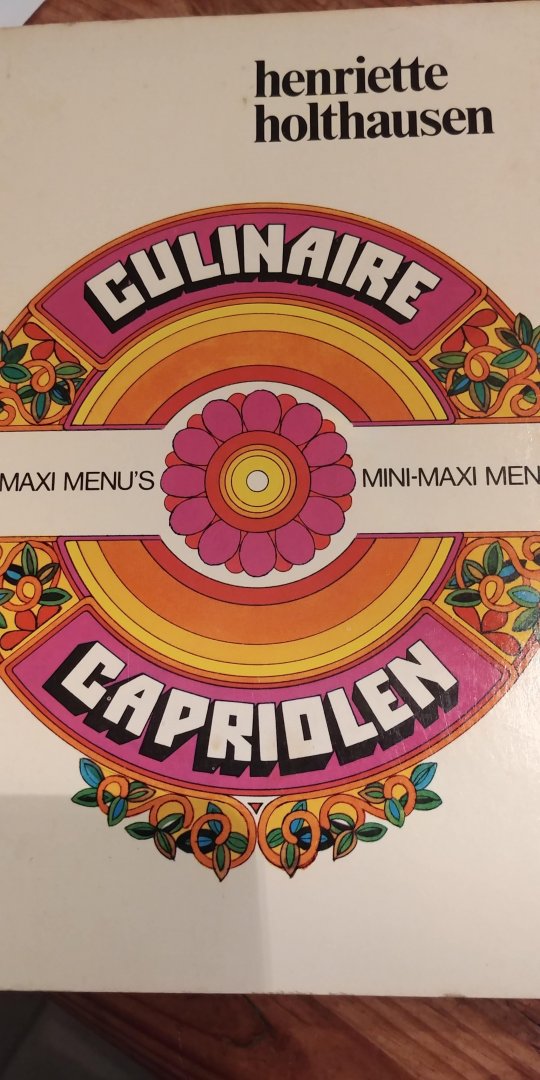 henriette
holthausen
CULINAIRE
MAXI MENU'S MINI-MAXI MEN
CAPRIOLEN